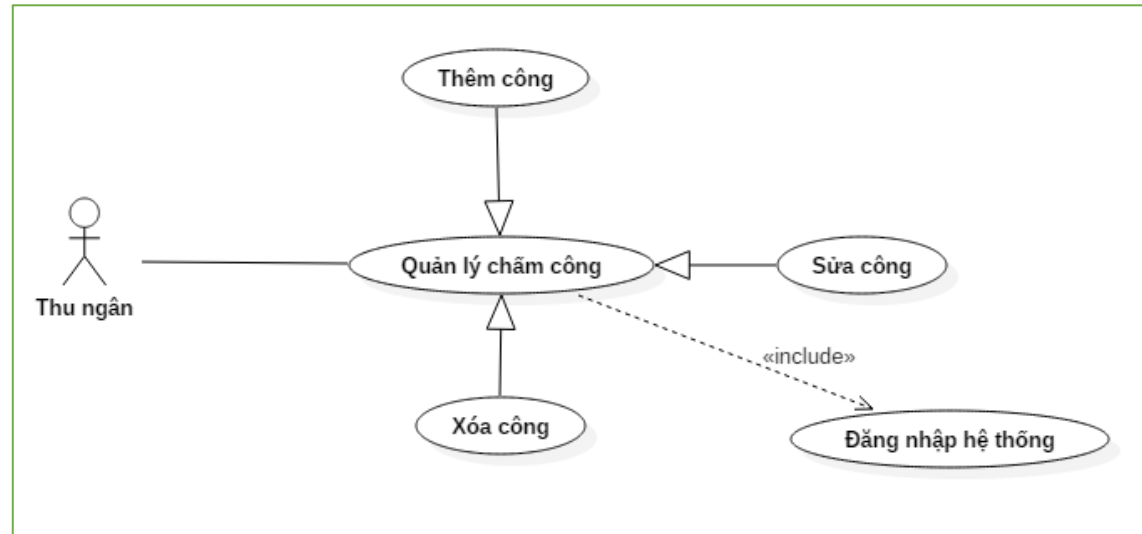 Thêm công
Quản lý chấm công
Sửa công
Thu ngân
«include»
Xóa công
Đăng nhập hệ thống